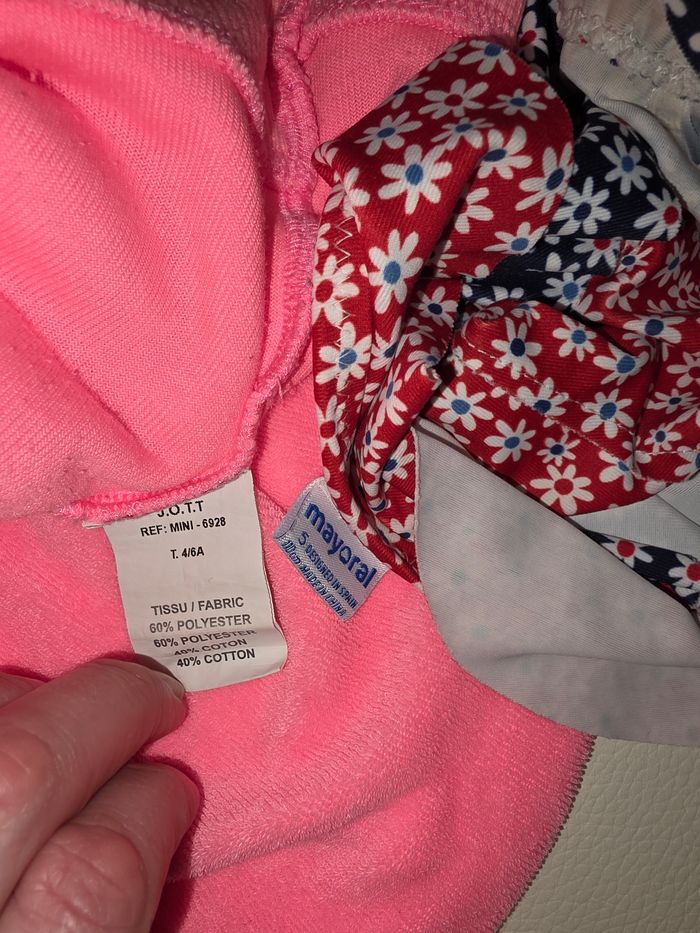 J.O.T.T
REF: MINI - 6928
T. 4/6A
TISSU / FABRIC
60% POLYESTER
60% POLYESTER
40% COTON
40% COTTON
mayoral
5 DESIGNED IN SPAIN
110cm MADE IN CHINA